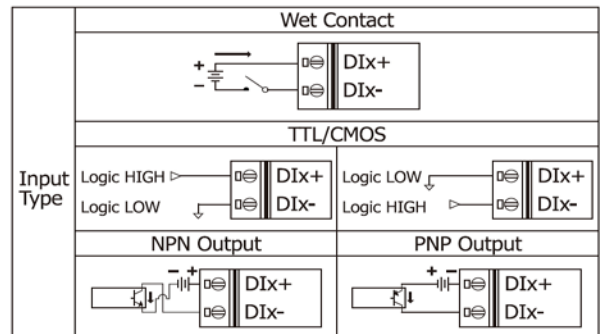 Wet Contact
+
DIx+
−
DIx-
TTL/CMOS
Input
Type
Logic HIGH
DIx+
Logic LOW
DIx-
Logic LOW
DIx+
Logic HIGH
DIx-
NPN Output
PNP Output
− +
DIx+
DIx-
+ −
DIx+
DIx-